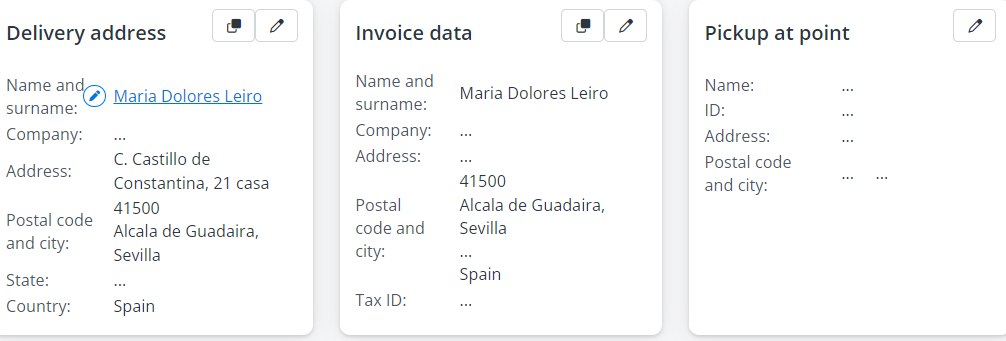 Delivery address
Name and
surname:
Maria Dolores Leiro
Company:
...
Address:
C. Castillo de
Constantina, 21 casa
Postal code
and city:
41500
Alcala de Guadaira,
Sevilla
State:
...
Country:
Spain
Invoice data
Name and
surname:
Maria Dolores Leiro
Company:
...
Address:
...
Postal
code and
city:
41500
Alcala de Guadaira,
Sevilla
...
Spain
Tax ID:
...
Pickup at point
Name:
...
ID:
...
Address:
...
Postal code
and city:
... ...